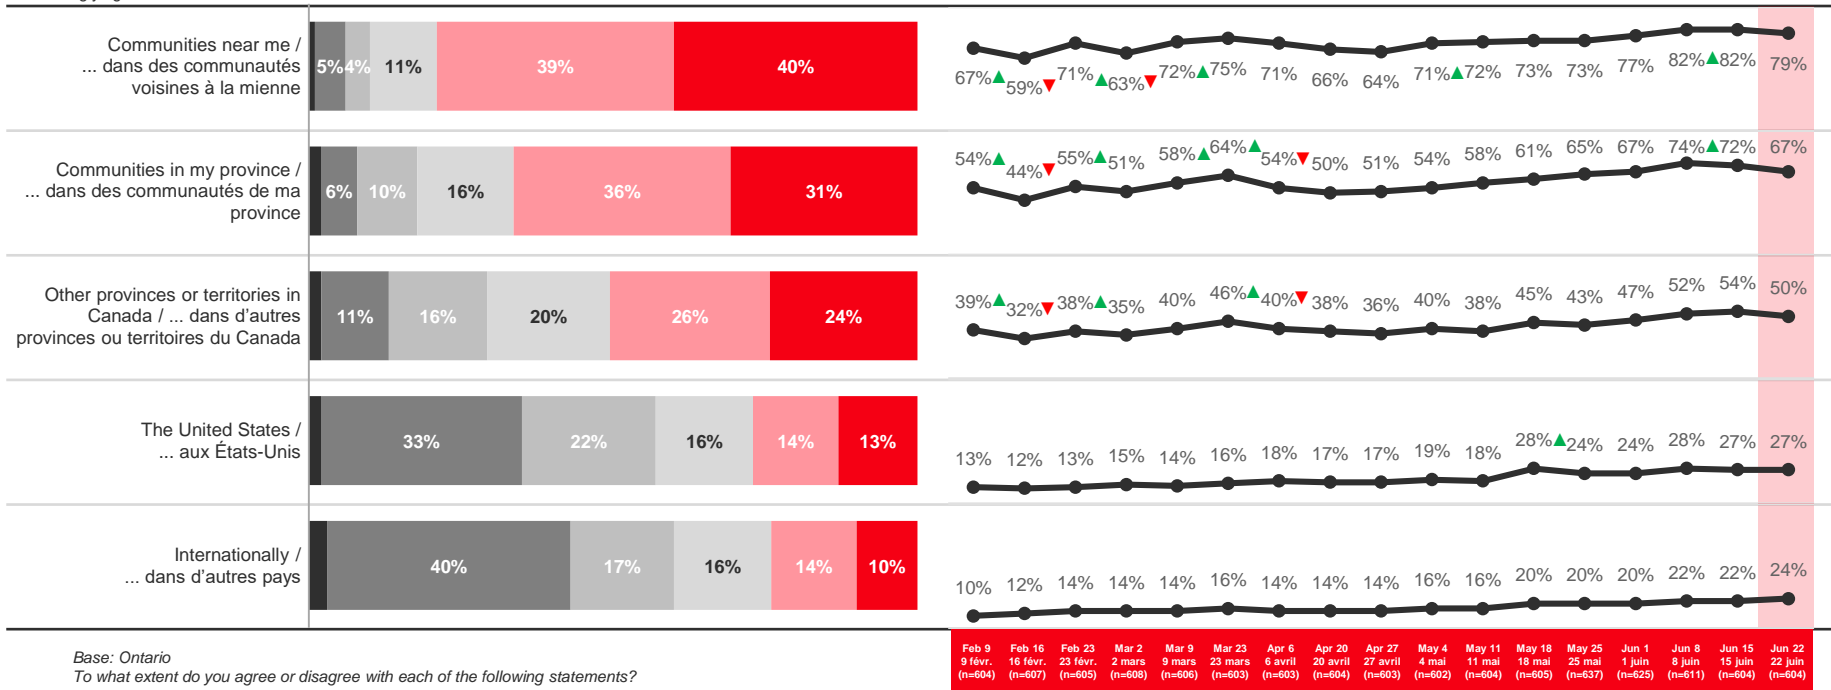 Communities near me /
... dans des communautés
voisines à la mienne
5% 4% 11% 39% 40%
67% 59% 71% 63% 72% 75% 71% 66% 64% 71% 72% 73% 73% 77% 82% 82% 79%
Communities in my province /
... dans des communautés de ma
province
6% 10% 16% 36% 31%
54% 44% 55% 51% 58% 64% 54% 50% 51% 54% 58% 61% 65% 67% 74% 72% 67%
Other provinces or territories in
Canada / ... dans d'autres
provinces ou territoires du Canada
11% 16% 20% 26% 24%
39% 32% 38% 35% 40% 46% 40% 38% 36% 40% 38% 45% 43% 47% 52% 54% 50%
The United States /
... aux États-Unis
33% 22% 16% 14% 13%
13% 12% 13% 15% 14% 16% 18% 17% 17% 19% 18% 28% 24% 24% 28% 27% 27%
Internationally /
... dans d'autres pays
40% 17% 16% 14% 10%
10% 12% 14% 14% 14% 16% 14% 14% 14% 16% 16% 20% 20% 20% 22% 22% 24%
Feb 9 Feb 16 Feb 23 Mar 2 Mar 9 Mar 23 Apr 6 Apr 20 Apr 27 May 4 May 11 May 18 May 25 Jun 1 Jun 8 Jun 15 Jun 22
9 févr. 16 févr. 23 févr. 2 mars 9 mars 23 mars 6 avril 20 avril 27 avril 4 mai 11 mai 18 mai 25 mai 1 juin 8 juin 15 juin 22 juin
(n=604) (n=607) (n=605) (n=608) (n=606) (n=603) (n=603) (n=604) (n=603) (n=602) (n=604) (n=605) (n=637) (n=625) (n=611) (n=604) (n=604)
Base: Ontario
To what extent do you agree or disagree with each of the following statements?